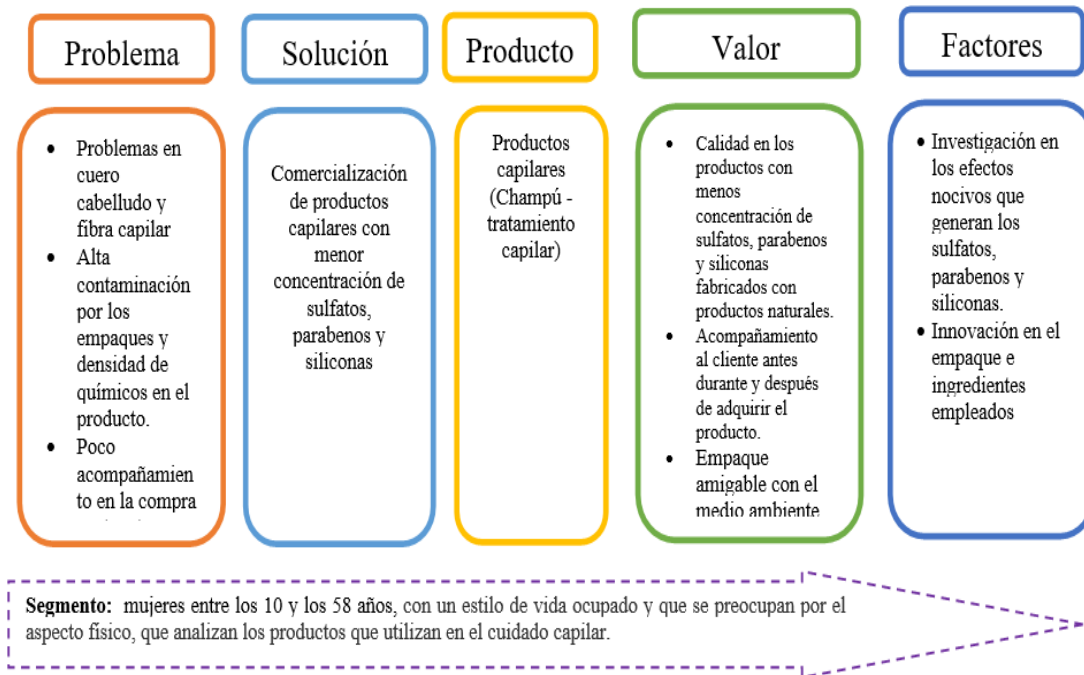 Problema
Solución
Producto
Valor
Factores
• Problemas en
cuero
cabelludo y
fibra capilar
• Alta
contaminación
por los
empaques y
densidad de
químicos en el
producto.
• Poco
acompañamien
to en la compra
Comercialización
de productos
capilares con
menor
concentración de
sulfatos,
parabenos y
siliconas
Productos
capilares
(Champú -
tratamiento
capilar)
• Calidad en los
productos con
menos
concentración de
sulfatos, parabenos
y siliconas
fabricados con
productos naturales.
• Acompañamiento
al cliente antes
durante y después
de adquirir el
producto.
• Empaque
amigable con el
medio ambiente
• Investigación en
los efectos
nocivos que
generan los
sulfatos,
parabenos y
siliconas.
• Innovación en el
empaque e
ingredientes
empleados
Segmento: mujeres entre los 10 y los 58 años, con un estilo de vida ocupado y que se preocupan por el
aspecto físico, que analizan los productos que utilizan en el cuidado capilar.